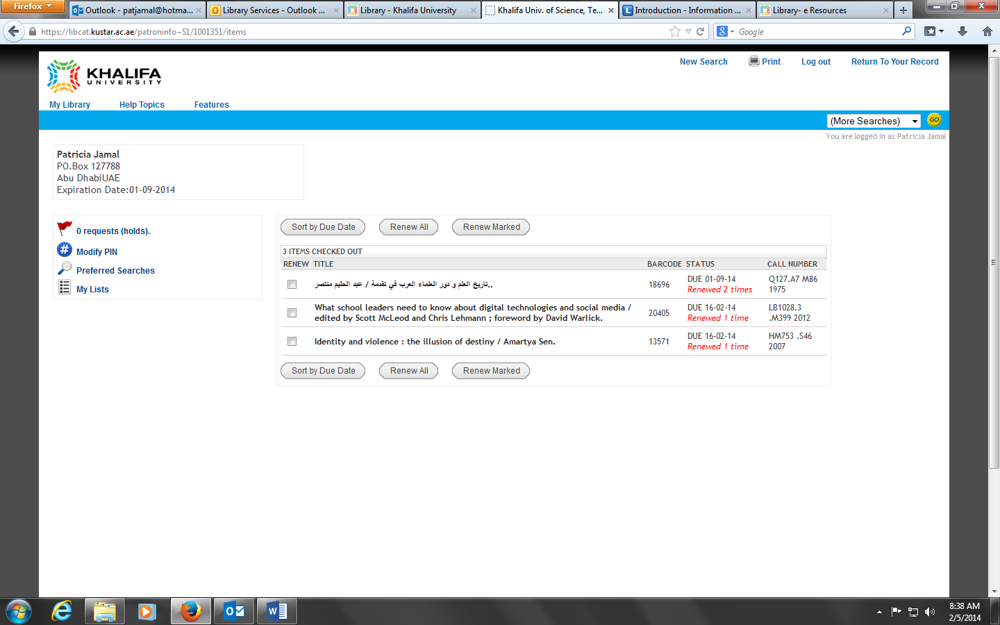 Firefox
Outlook - patjamal@hotma...
Library Services - Outlook ...
Library - Khalifa University
Khalifa Univ. of Science, Te...
Introduction - Information ...
Library- e Resources
https://libcat.kustar.ac.ae/patroninfo~S1/1001351/items
Google
KHALIFA
UNIVERSITY
New Search
Print
Log out
Return To Your Record
My Library
Help Topics
Features
(More Searches)
GO
You are logged in as Patricia Jamal
Patricia Jamal
PO.Box 127788
Abu DhabiUAE
Expiration Date:01-09-2014
0 requests (holds).
Modify PIN
Preferred Searches
My Lists
Sort by Due Date
Renew All
Renew Marked
3 ITEMS CHECKED OUT
RENEW TITLE BARCODE STATUS CALL NUMBER
تاريخ العلم و دور العلماء العرب في تقدمة / عبد الحليم منتصر..
18696
DUE 01-09-14
Renewed 2 times
Q127.A7 M86
1975
What school leaders need to know about digital technologies and social media /
edited by Scott McLeod and Chris Lehmann ; foreword by David Warlick.
20405
DUE 16-02-14
Renewed 1 time
LB1028.3
.M399 2012
Identity and violence : the illusion of destiny / Amartya Sen.
13571
DUE 16-02-14
Renewed 1 time
HM753 .S46
2007
Sort by Due Date
Renew All
Renew Marked
8:38 AM
2/5/2014